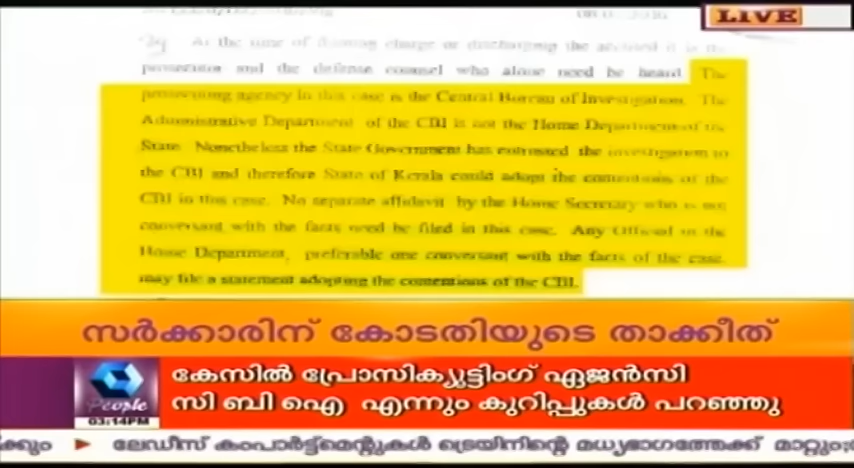 LIVE
At the time of framing charge or discharging the accused it is the
prosecutor and the defense counsel who alone need be heard. The
prosecuting agency in this case is the Central Bureau of Investigation. The
Administrative Department of the CBI is not the Home Department of the
State. Nonetheless the State Government has entrusted the investigation to
the CBI and therefore State of Kerala could adopt the contentions of the
CBI in this case. No separate affidavit by the Home Secretary who is not
conversant with the facts need be filed in this case. Any Official in the
Home Department, preferable one conversant with the facts of the case,
may file a statement adopting the contentions of the CBI.
സർക്കാരിന് കോടതിയുടെ താക്കീത്
People
03:14PM
കേസിൽ പ്രോസിക്യുട്ടിംഗ് ഏജൻസി
സി ബി ഐ എന്നും കുറിപ്പുകൾ പറഞ്ഞു
ലേഡീസ് കംപാർട്ട്മെന്റുകൾ ട്രെയിനിന്റെ മധ്യഭാഗത്തേക്ക് മാറ്റും;